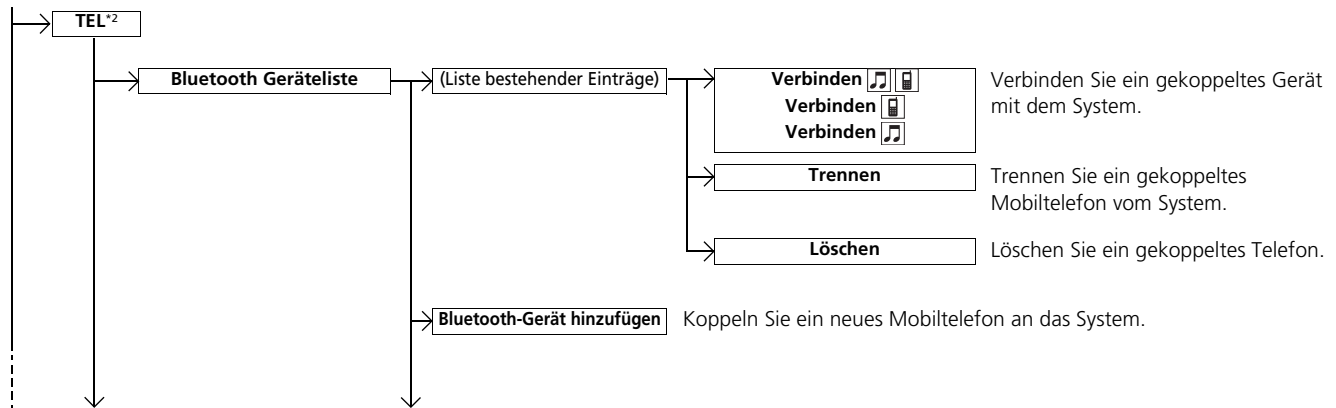 TEL*2
Bluetooth Geräteliste
(Liste bestehender Einträge)
Verbinden
Verbinden
Verbinden
Verbinden Sie ein gekoppeltes Gerät
mit dem System.
Trennen
Trennen Sie ein gekoppeltes
Mobiltelefon vom System.
Löschen
Löschen Sie ein gekoppeltes Telefon.
Bluetooth-Gerät hinzufügen
Koppeln Sie ein neues Mobiltelefon an das System.